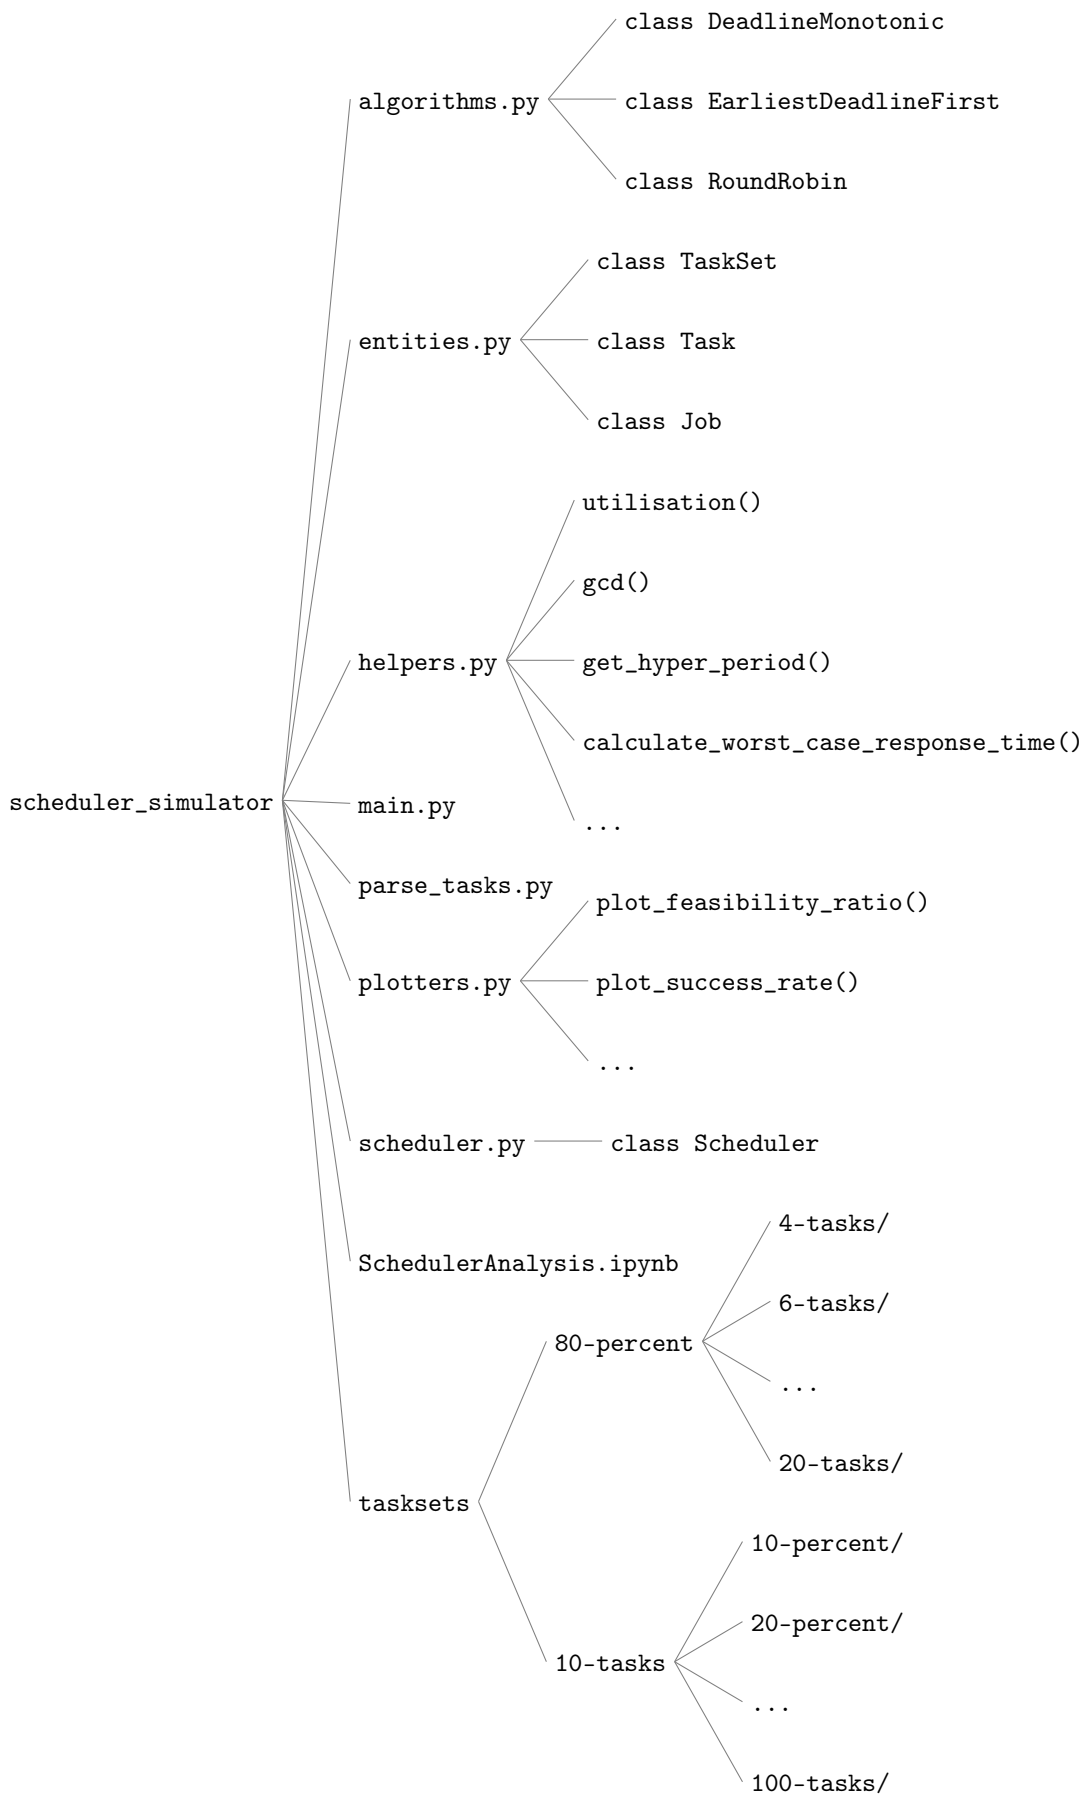 scheduler_simulator
algorithms.py
class DeadlineMonotonic
class EarliestDeadlineFirst
class RoundRobin
entities.py
class TaskSet
class Task
class Job
helpers.py
utilisation()
gcd()
get_hyper_period()
calculate_worst_case_response_time()
...
main.py
parse_tasks.py
plotters.py
plot_feasibility_ratio()
plot_success_rate()
...
scheduler.py
class Scheduler
SchedulerAnalysis.ipynb
tasksets
80-percent
4-tasks/
6-tasks/
...
20-tasks/
10-tasks
10-percent/
20-percent/
...
100-tasks/